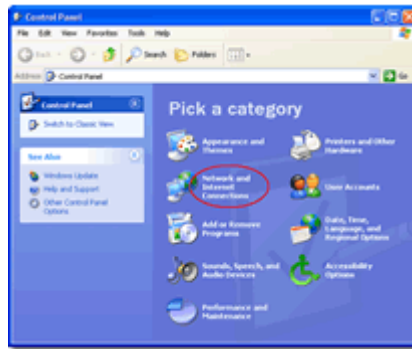 Control Panel
File Edit View Favorites Tools Help
Back Search Folders
Address Control Panel Go
Control Panel
Switch to Classic View
See Also
Windows Update
Help and Support
Other Control Panel
Options
Pick a category
Appearance and
Themes
Printers and Other
Hardware
Network and
Internet
Connections
User Accounts
Add or Remove
Programs
Date, Time,
Language, and
Regional Options
Sounds, Speech, and
Audio Devices
Accessibility
Options
Performance and
Maintenance